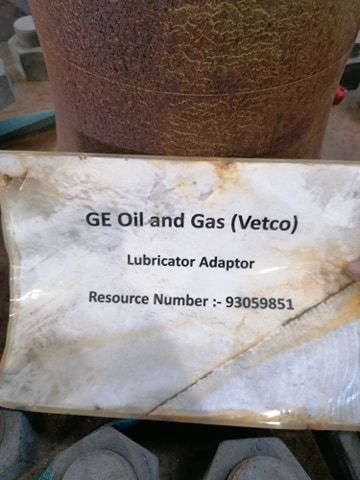 GE Oil and Gas (Vetco)
Lubricator Adaptor
Resource Number :- 93059851